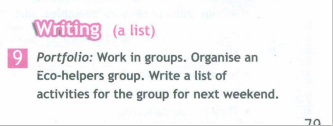 Writing (a list)
9 Portfolio: Work in groups. Organise an
Eco-helpers group. Write a list of
activities for the group for next weekend.